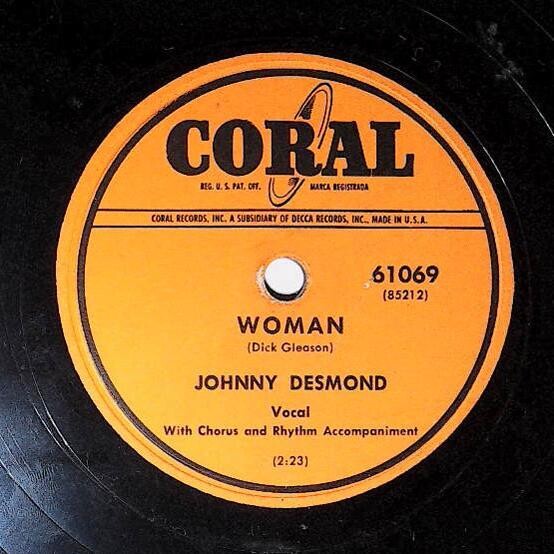 CORAL
REG. U. S. PAT. OFF. MARCA REGISTRADA
CORAL RECORDS, INC. A SUBSIDIARY OF DECCA RECORDS, INC., MADE IN U.S.A.
61069
(85212)
WOMAN
(Dick Gleason)
JOHNNY DESMOND
Vocal
With Chorus and Rhythm Accompaniment
(2:23)